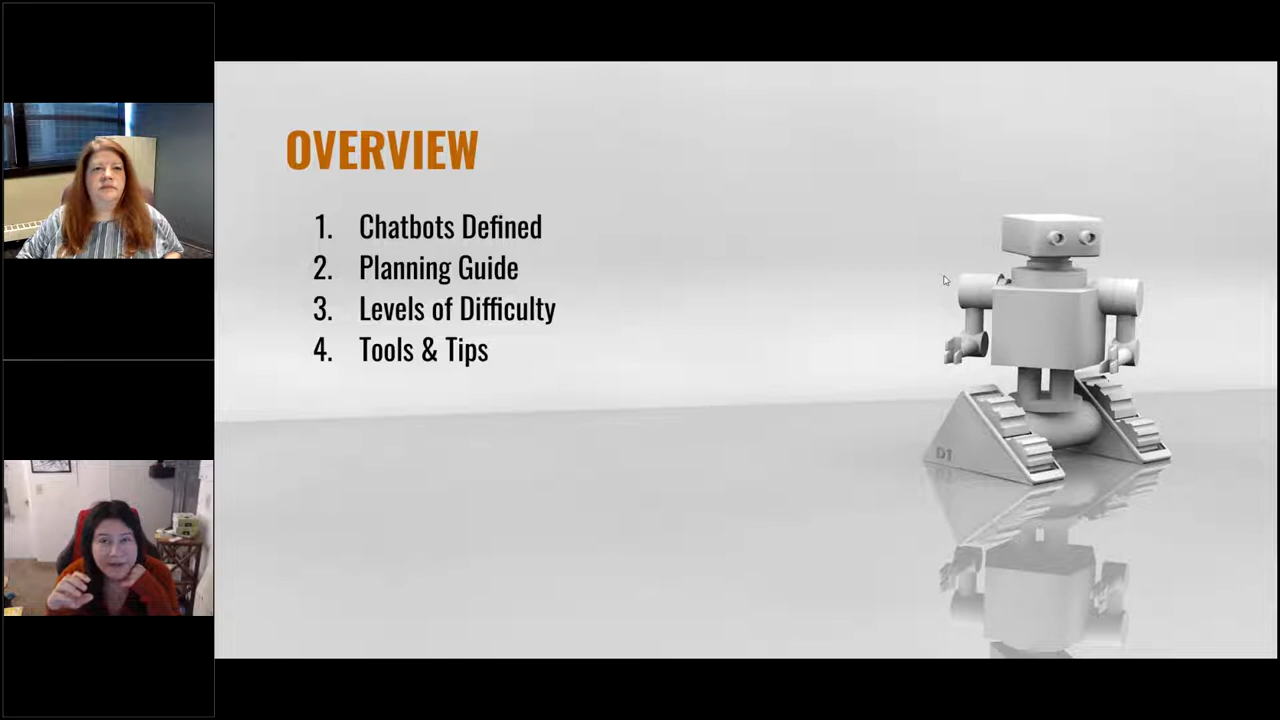 OVERVIEW
1. Chatbots Defined
2. Planning Guide
3. Levels of Difficulty
4. Tools & Tips
D1